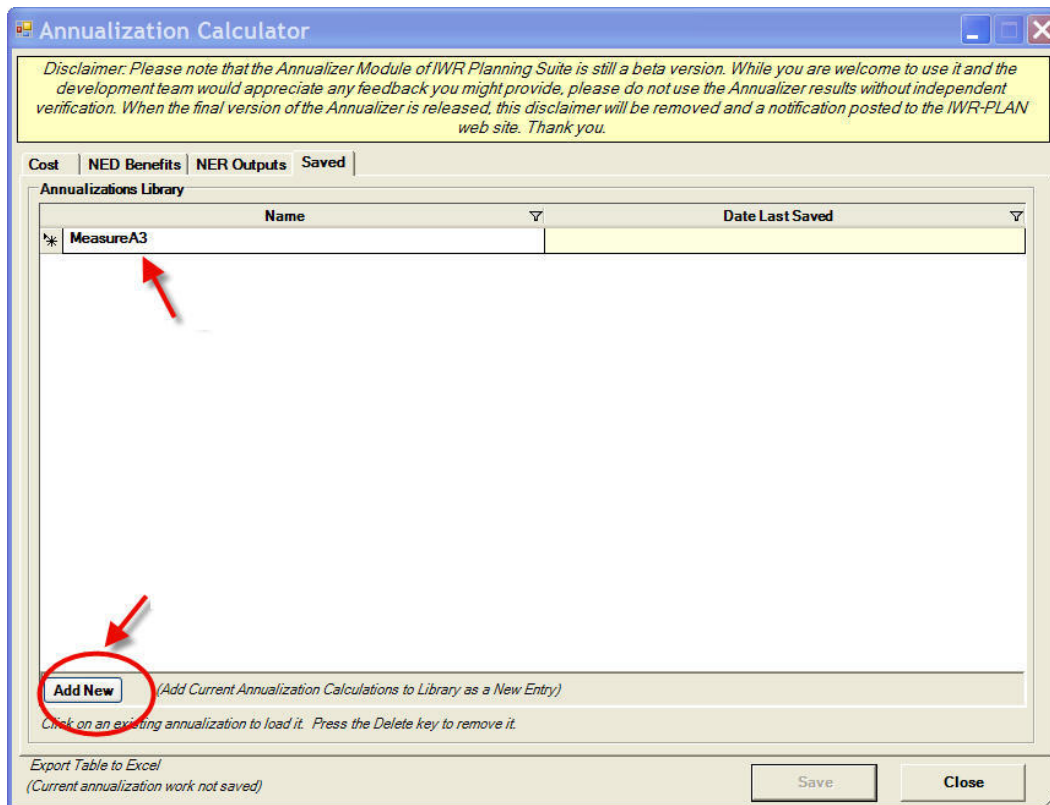 Annualization Calculator
Disclaimer: Please note that the Annualizer Module of IWR Planning Suite is still a beta version. While you are welcome to use it and the
development team would appreciate any feedback you might provide, please do not use the Annualizer results without independent
verification. When the final version of the Annualizer is released, this disclaimer will be removed and a notification posted to the IWR-PLAN
web site. Thank you.
Cost NED Benefits NER Outputs Saved
Annualizations Library
Name Date Last Saved
MeasureA3
Add New (Add Current Annualization Calculations to Library as a New Entry)
Click on an existing annualization to load it. Press the Delete key to remove it.
Export Table to Excel
(Current annualization work not saved)
Save Close